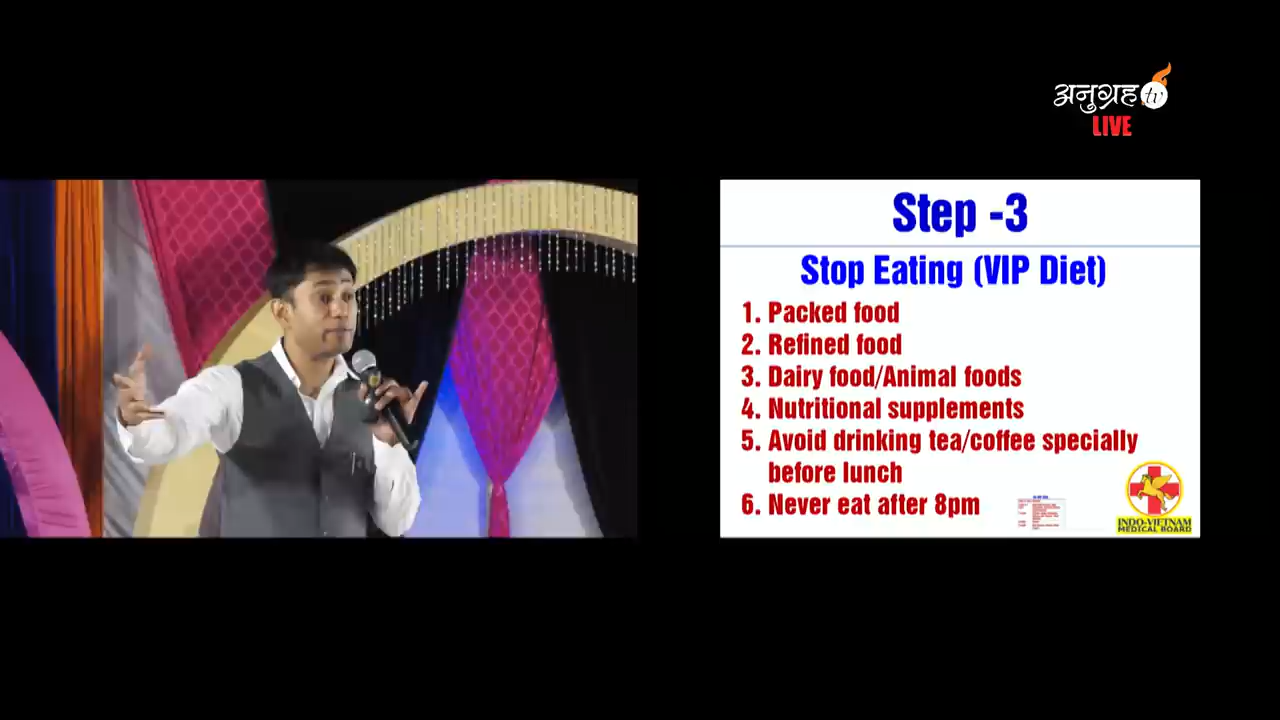 अनुग्रह tv
LIVE
Step -3
Stop Eating (VIP Diet)
1. Packed food
2. Refined food
3. Dairy food/Animal foods
4. Nutritional supplements
5. Avoid drinking tea/coffee specially
before lunch
6. Never eat after 8pm
INDO-VIETNAM
MEDICAL BOARD